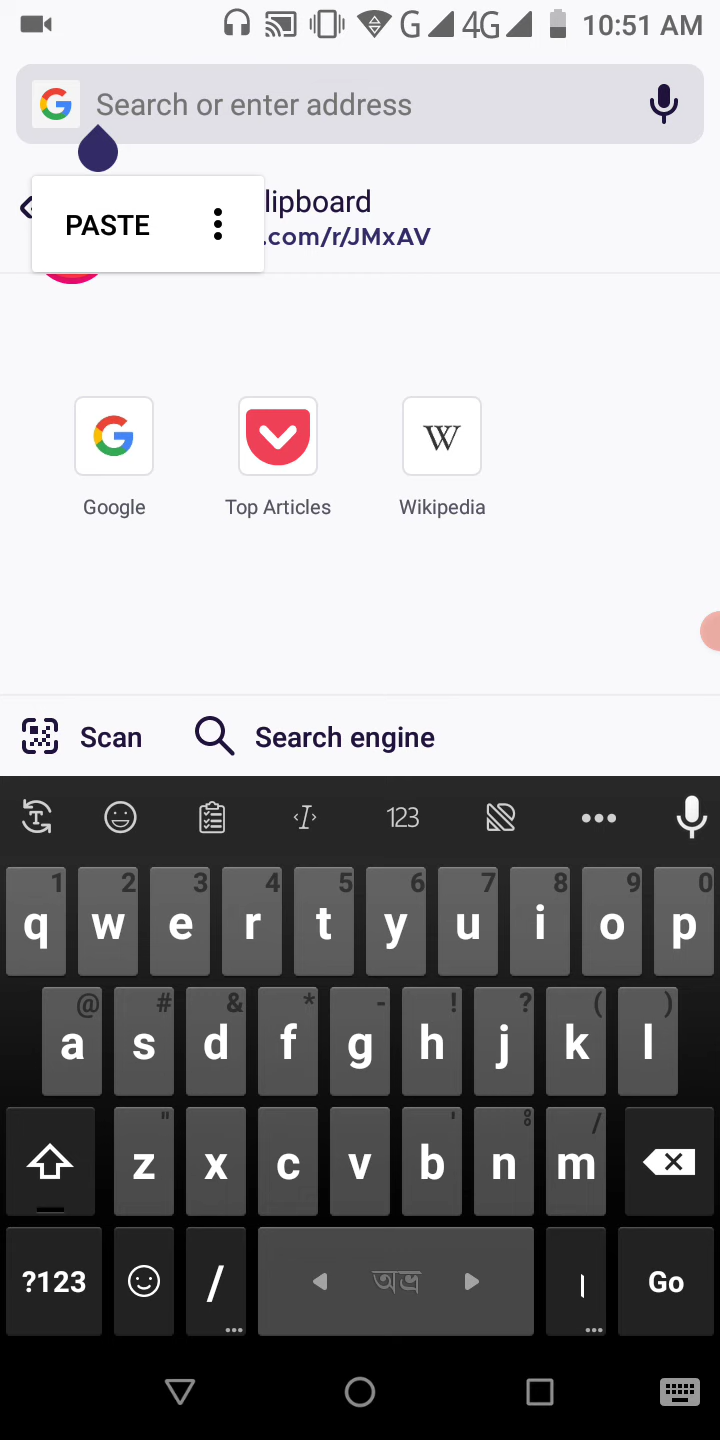 G 4G 10:51 AM
Search or enter address
PASTE
lipboard
.com/r/JMxAV
Google
Top Articles
W
Wikipedia
Scan
Search engine
123
1 2 3 4 5 6 7 8 9 0
q w e r t y u i o p
@ # & * - ! ? ( )
a s d f g h j k l
" ' : /
z x c v b n m
?123 / অভ্র । Go